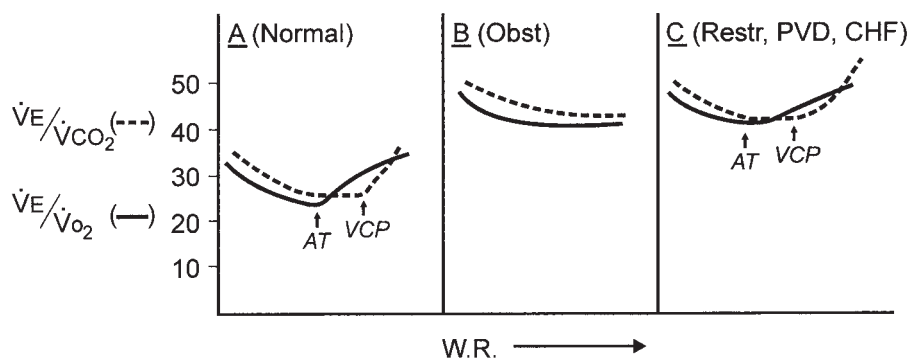 A (Normal)
B (Obst)
C (Restr, PVD, CHF)
V̇E/V̇CO2 (---)
V̇E/V̇O2 (—)
50
40
30
20
10
AT
VCP
AT
VCP
W.R.